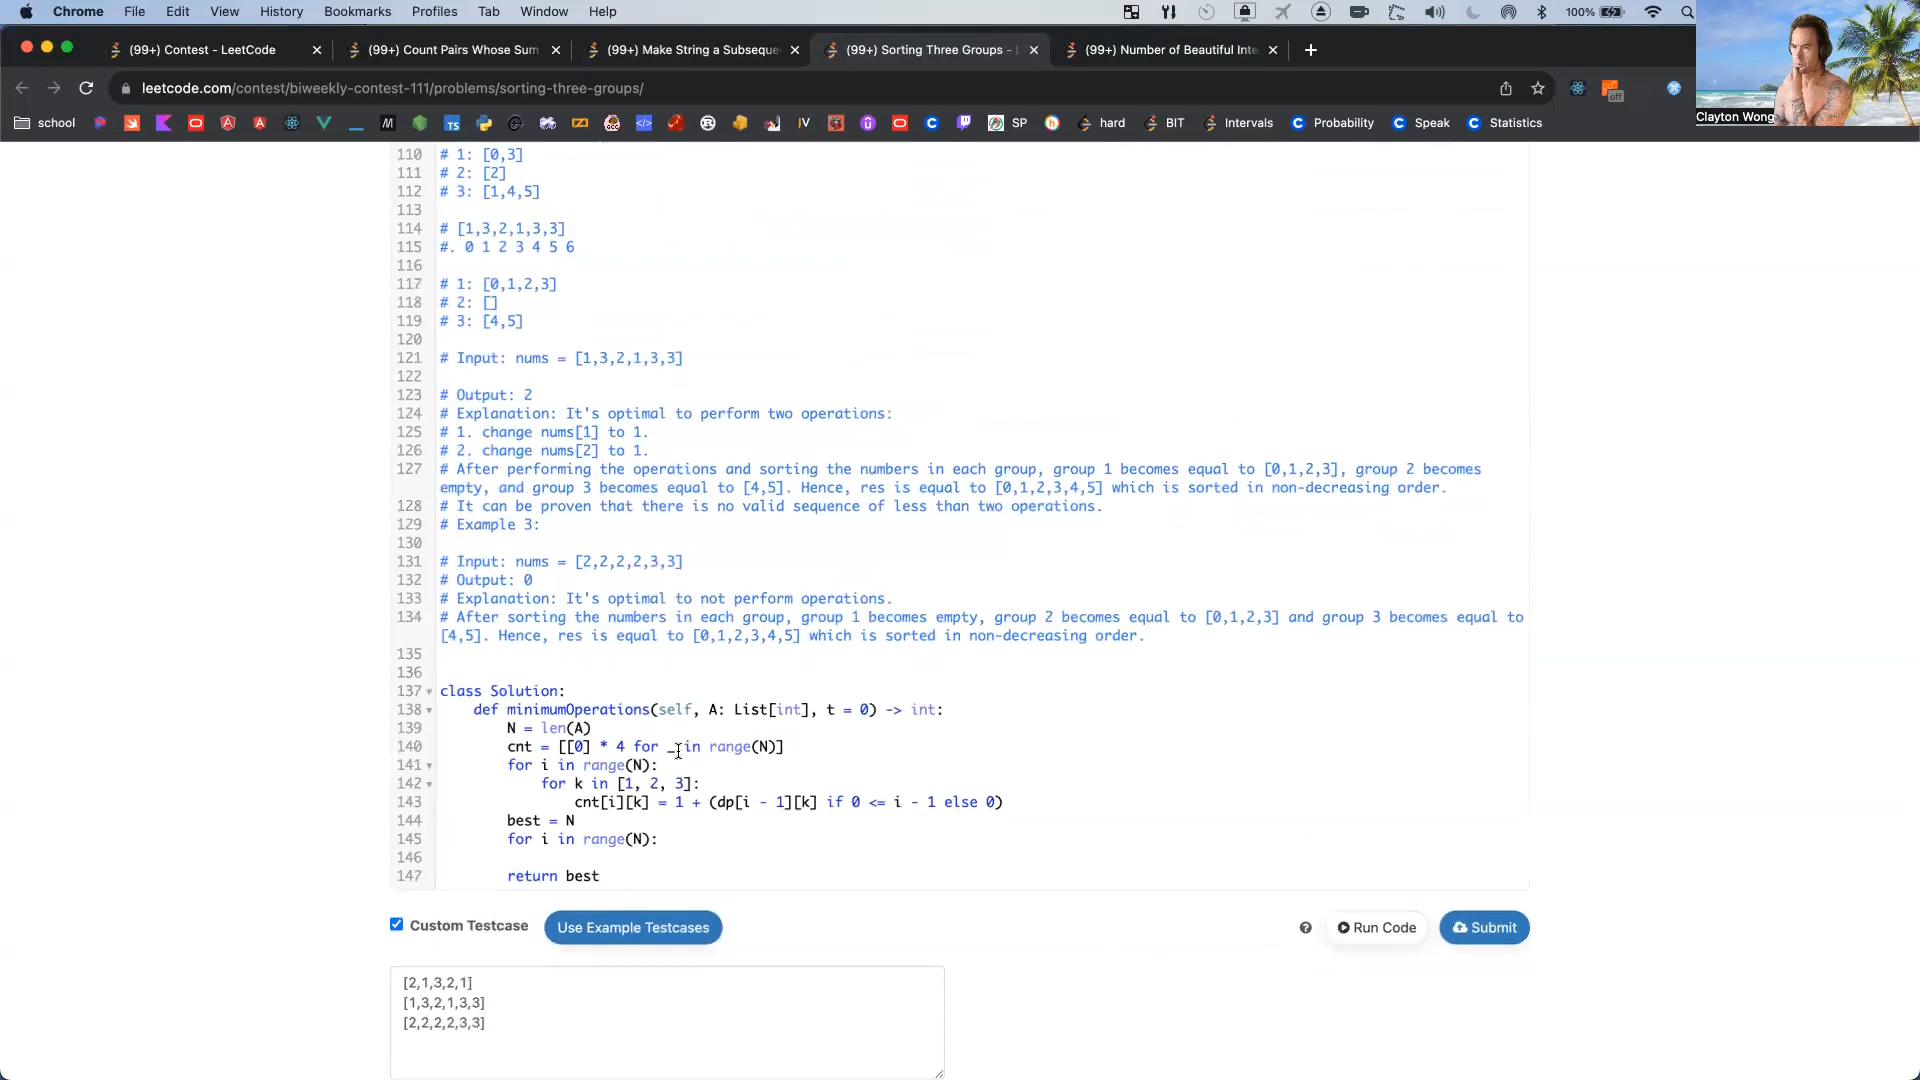 Chrome File Edit View History Bookmarks Profiles Tab Window Help 100%
(99+) Contest - LeetCode (99+) Count Pairs Whose Sum (99+) Make String a Subseque (99+) Sorting Three Groups - L (99+) Number of Beautiful Inte
leetcode.com/contest/biweekly-contest-111/problems/sorting-three-groups/ off
school TS IV SP hard BIT Intervals Probability Speak Statistics
Clayton Wong
110 # 1: [0,3]
111 # 2: [2]
112 # 3: [1,4,5]
113
114 # [1,3,2,1,3,3]
115 #. 0 1 2 3 4 5 6
116
117 # 1: [0,1,2,3]
118 # 2: []
119 # 3: [4,5]
120
121 # Input: nums = [1,3,2,1,3,3]
122
123 # Output: 2
124 # Explanation: It's optimal to perform two operations:
125 # 1. change nums[1] to 1.
126 # 2. change nums[2] to 1.
127 # After performing the operations and sorting the numbers in each group, group 1 becomes equal to [0,1,2,3], group 2 becomes
empty, and group 3 becomes equal to [4,5]. Hence, res is equal to [0,1,2,3,4,5] which is sorted in non-decreasing order.
128 # It can be proven that there is no valid sequence of less than two operations.
129 # Example 3:
130
131 # Input: nums = [2,2,2,2,3,3]
132 # Output: 0
133 # Explanation: It's optimal to not perform operations.
134 # After sorting the numbers in each group, group 1 becomes empty, group 2 becomes equal to [0,1,2,3] and group 3 becomes equal to
[4,5]. Hence, res is equal to [0,1,2,3,4,5] which is sorted in non-decreasing order.
135
136
137 class Solution:
138 def minimumOperations(self, A: List[int], t = 0) -> int:
139 N = len(A)
140 cnt = [[0] * 4 for _ in range(N)]
141 for i in range(N):
142 for k in [1, 2, 3]:
143 cnt[i][k] = 1 + (dp[i - 1][k] if 0 <= i - 1 else 0)
144 best = N
145 for i in range(N):
146
147 return best
Custom Testcase Use Example Testcases Run Code Submit
[2,1,3,2,1]
[1,3,2,1,3,3]
[2,2,2,2,3,3]